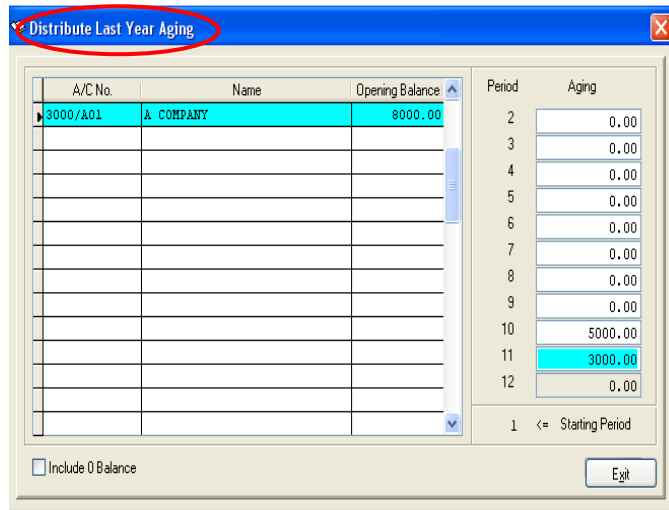 Distribute Last Year Aging
A/C No. Name Opening Balance Period Aging
3000/A01 A COMPANY 8000.00
2 0.00
3 0.00
4 0.00
5 0.00
6 0.00
7 0.00
8 0.00
9 0.00
10 5000.00
11 3000.00
12 0.00
1 <= Starting Period
Include 0 Balance
Exit